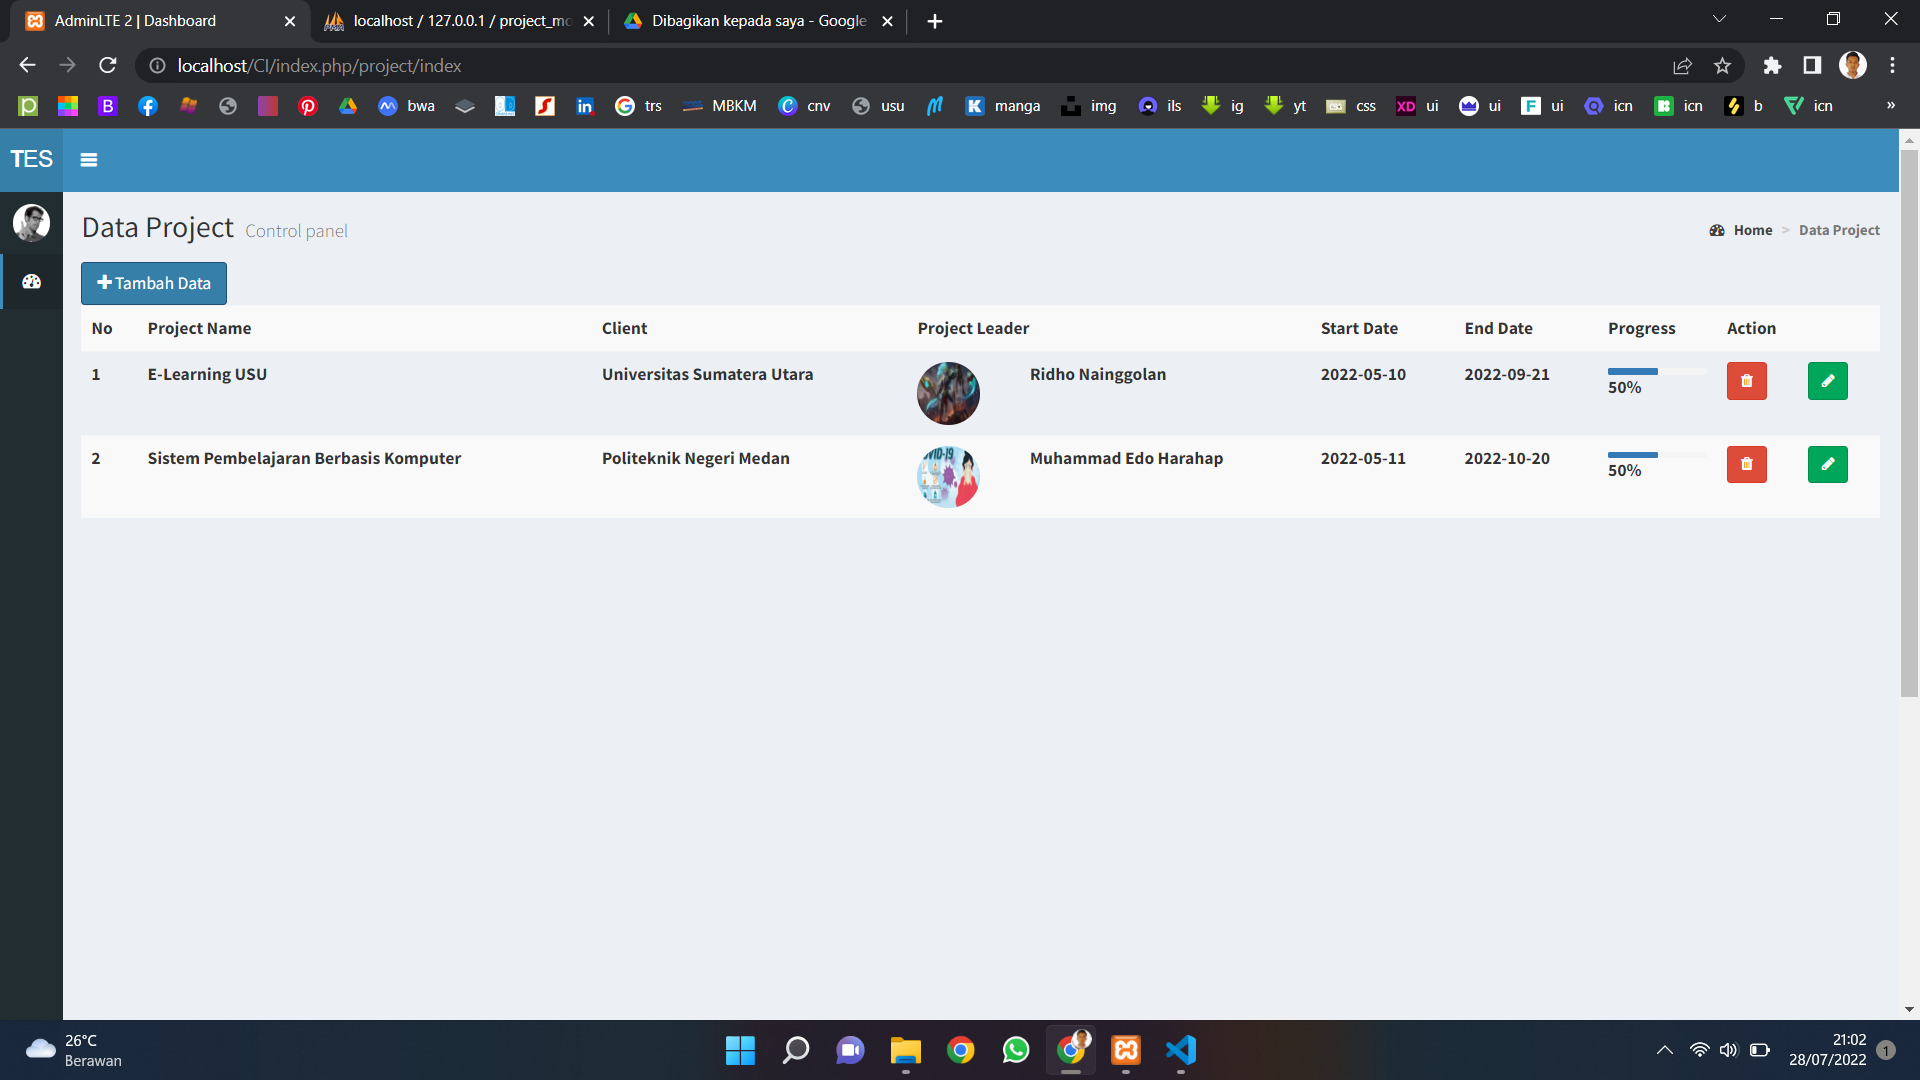 AdminLTE 2 | Dashboard
localhost / 127.0.0.1 / project_mo
Dibagikan kepada saya - Google
localhost/CI/index.php/project/index
bwa
trs
MBKM
cnv
usu
manga
img
ils
ig
yt
css
XD ui
ui
F ui
icn
icn
b
icn
TES
Data Project Control panel
Home > Data Project
Tambah Data
No Project Name Client Project Leader Start Date End Date Progress Action
1 E-Learning USU Universitas Sumatera Utara Ridho Nainggolan 2022-05-10 2022-09-21 50%
2 Sistem Pembelajaran Berbasis Komputer Politeknik Negeri Medan Muhammad Edo Harahap 2022-05-11 2022-10-20 50%
26°C
Berawan
21:02
28/07/2022
1